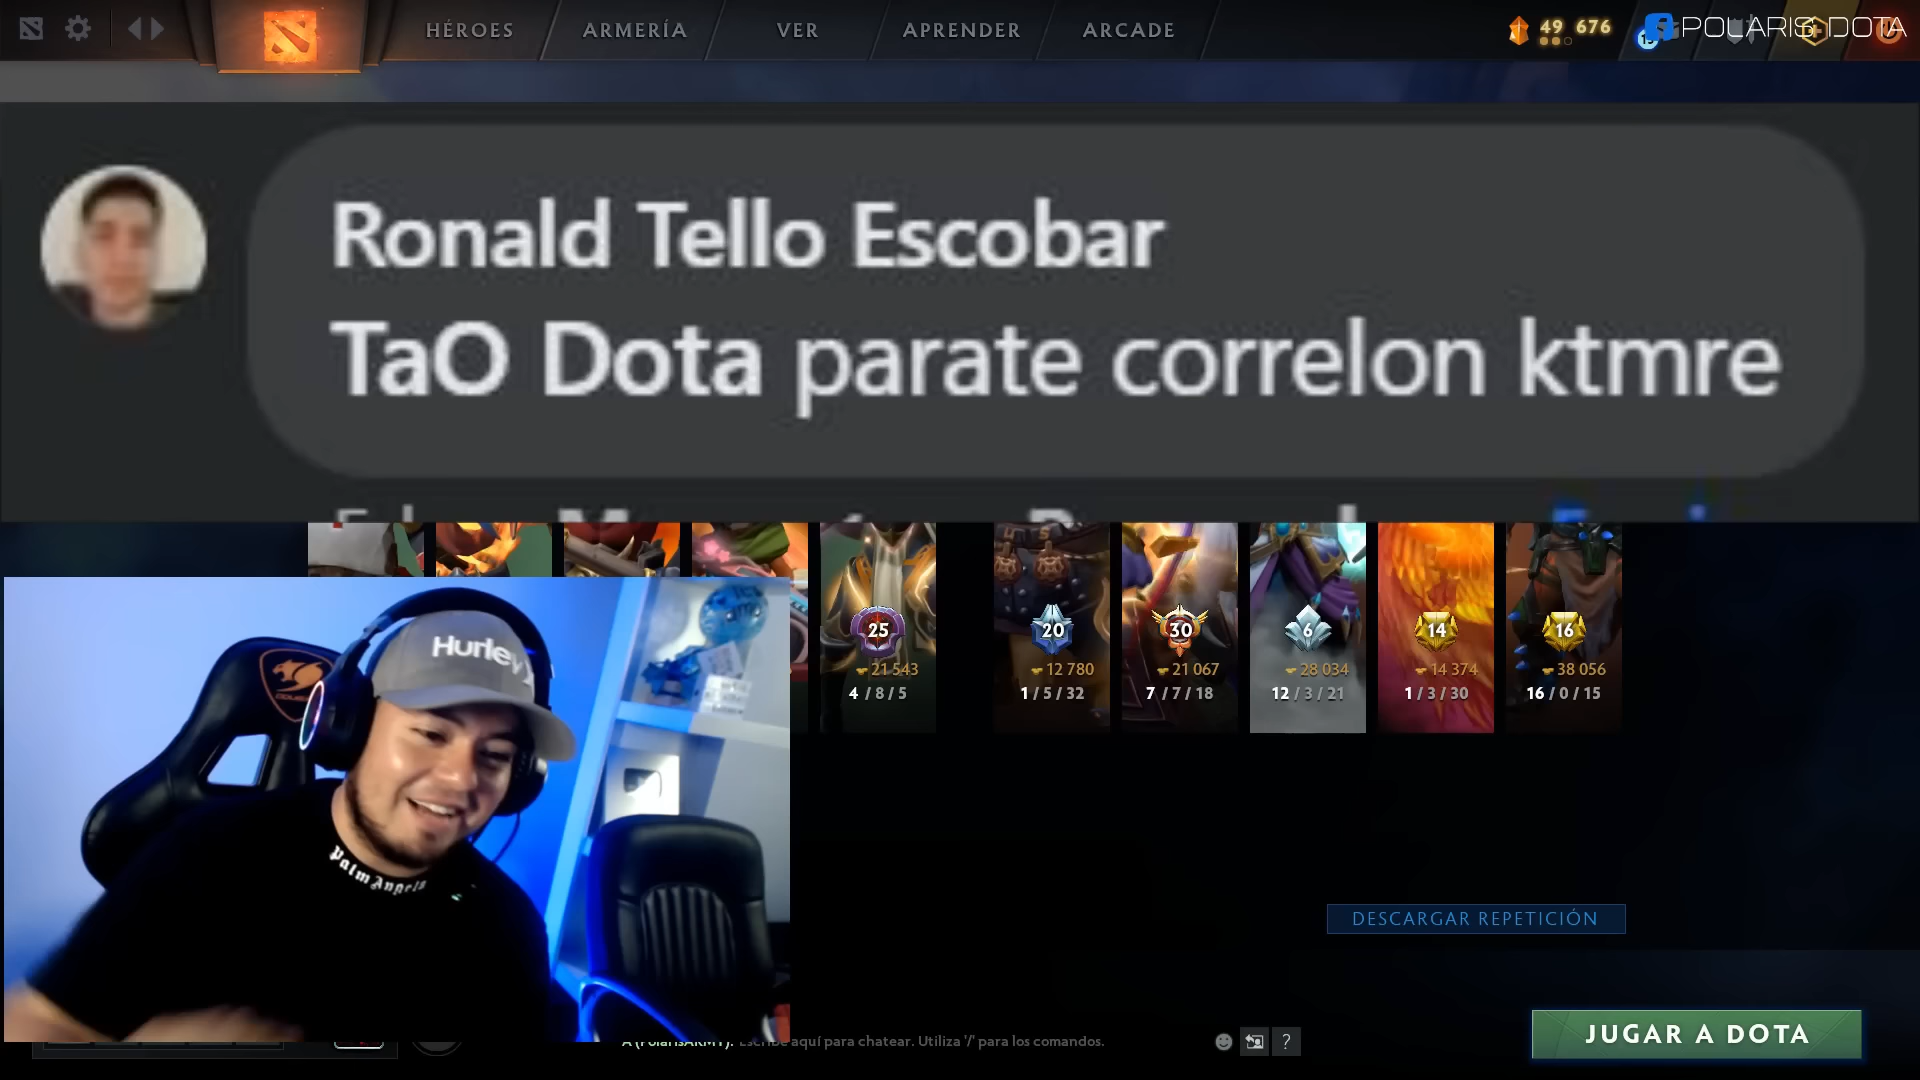 HÉROES
ARMERÍA
VER
APRENDER
ARCADE
49 676
POLARIS DOTA
Ronald Tello Escobar
TaO Dota parate correlon ktmre
25
21 543
4 / 8 / 5
20
12 780
1 / 5 / 32
30
21 067
7 / 7 / 18
6
28 034
12 / 3 / 21
14
14 374
1 / 3 / 30
16
38 056
16 / 0 / 15
Hurley
COUGAR
Palm Angels
DESCARGAR REPETICIÓN
A (PolarisARMY): Escribe aquí para chatear. Utiliza '/' para los comandos.
?
JUGAR A DOTA